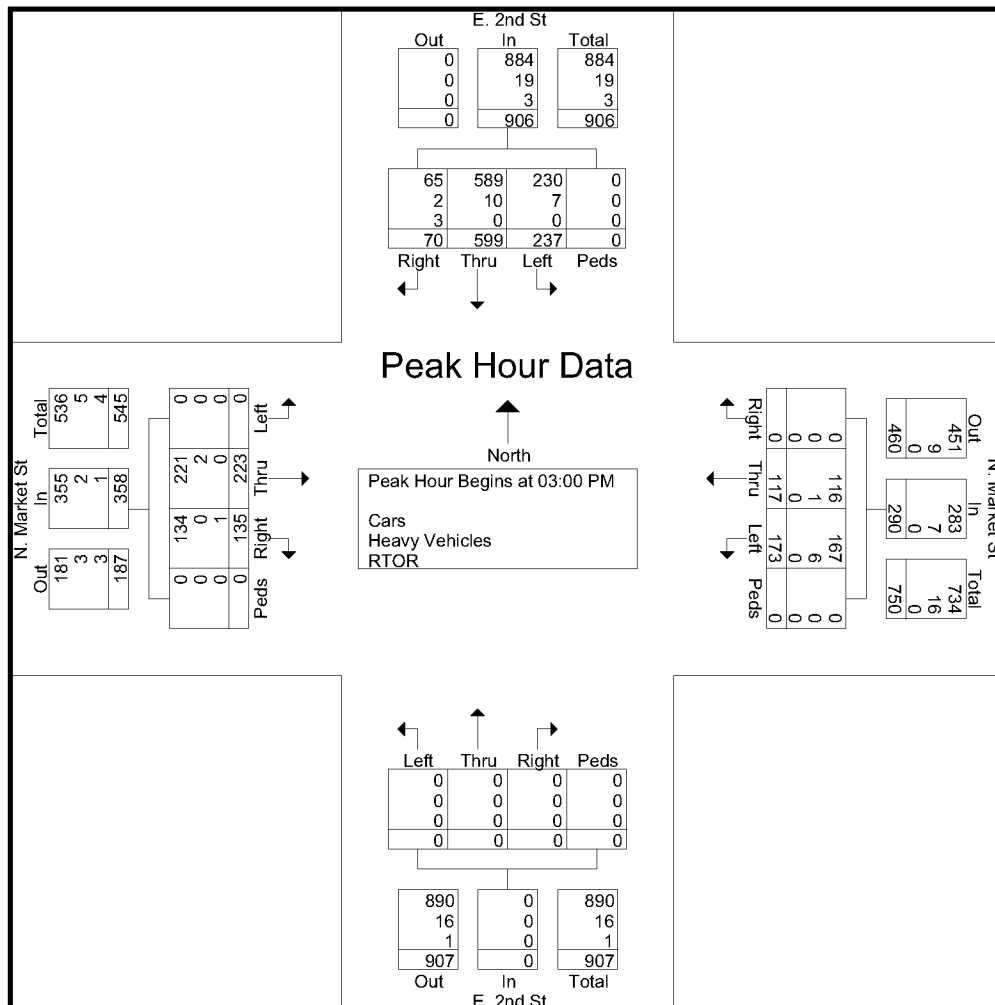 E. 2nd St
Out In Total
0 884 884
0 19 19
0 3 3
0 906 906
65 589 230 0
2 10 7 0
3 0 0 0
70 599 237 0
Right Thru Left Peds
Peak Hour Data
North
Peak Hour Begins at 03:00 PM
Cars
Heavy Vehicles
RTOR
N. Market St
Out In Total
181 355 536
3 2 5
3 1 4
187 358 545
Peds Right Thru Left
0 134 221 0
0 0 2 0
0 1 0 0
0 135 223 0
N. Market St
Out In Total
451 283 734
9 7 16
0 0 0
460 290 750
0 116 167 0
0 1 6 0
0 0 0 0
0 117 173 0
Right Thru Left Peds
Left Thru Right Peds
0 0 0 0
0 0 0 0
0 0 0 0
0 0 0 0
890 0 890
16 0 16
1 0 1
907 0 907
Out In Total
E. 2nd St